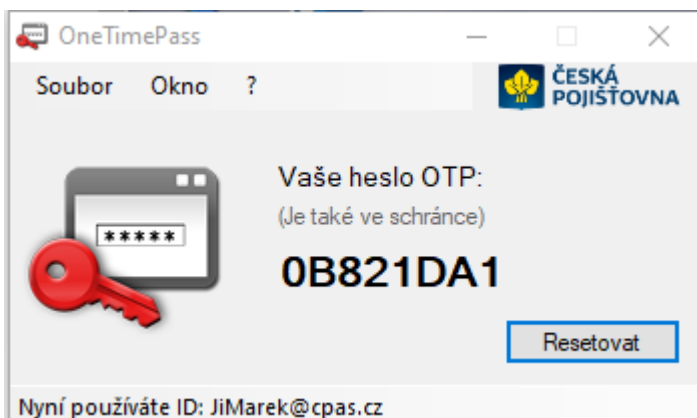 OneTimePass
Soubor Okno ?
ČESKÁ
POJIŠŤOVNA
Vaše heslo OTP:
(Je také ve schránce)
*****
0B821DA1
Resetovat
Nyní používáte ID: JiMarek@cpas.cz